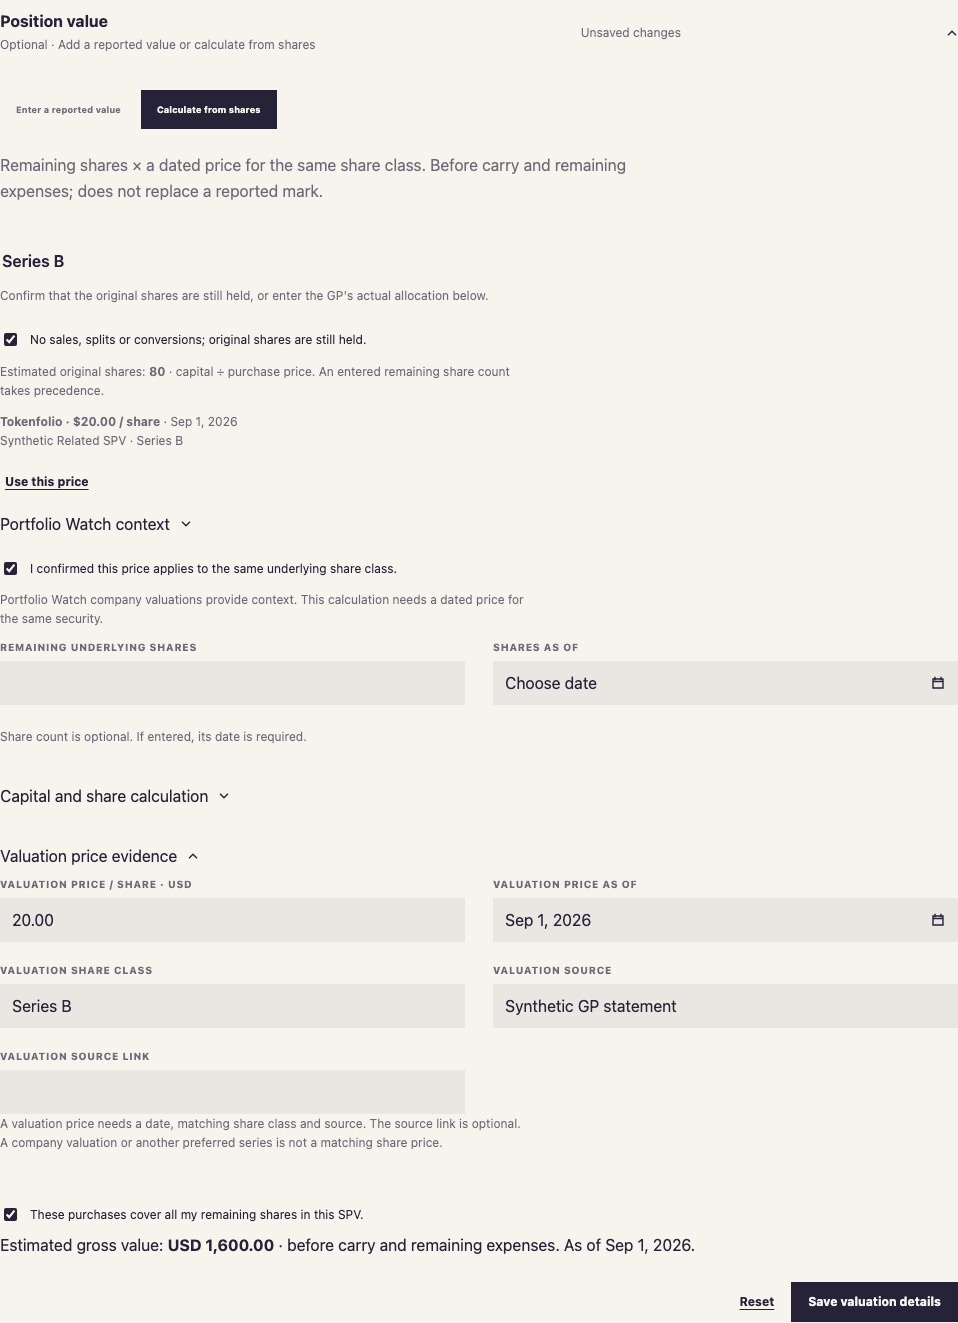 Position value
Optional · Add a reported value or calculate from shares
Unsaved changes
Enter a reported value
Calculate from shares
Remaining shares × a dated price for the same share class. Before carry and remaining
expenses; does not replace a reported mark.
Series B
Confirm that the original shares are still held, or enter the GP's actual allocation below.
No sales, splits or conversions; original shares are still held.
Estimated original shares: 80 · capital ÷ purchase price. An entered remaining share count
takes precedence.
Tokenfolio · $20.00 / share · Sep 1, 2026
Synthetic Related SPV · Series B
Use this price
Portfolio Watch context
I confirmed this price applies to the same underlying share class.
Portfolio Watch company valuations provide context. This calculation needs a dated price for
the same security.
REMAINING UNDERLYING SHARES
SHARES AS OF
Choose date
Share count is optional. If entered, its date is required.
Capital and share calculation
Valuation price evidence
VALUATION PRICE / SHARE · USD
VALUATION PRICE AS OF
20.00
Sep 1, 2026
VALUATION SHARE CLASS
VALUATION SOURCE
Series B
Synthetic GP statement
VALUATION SOURCE LINK
A valuation price needs a date, matching share class and source. The source link is optional.
A company valuation or another preferred series is not a matching share price.
These purchases cover all my remaining shares in this SPV.
Estimated gross value: USD 1,600.00 · before carry and remaining expenses. As of Sep 1, 2026.
Reset
Save valuation details